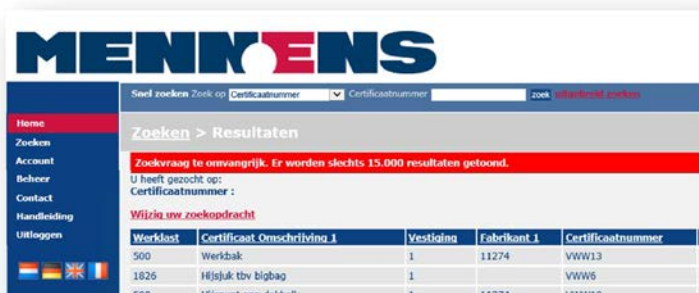 MENNENS
Snel zoeken Zoek op Certificaatnummer Certificaatnummer zoek uitgebreid zoeken
Home
Zoeken
Account
Beheer
Contact
Handleiding
Uitloggen
Zoeken > Resultaten
Zoekvraag te omvangrijk. Er worden slechts 15.000 resultaten getoond.
U heeft gezocht op:
Certificaatnummer :
Wijzig uw zoekopdracht
Werklast Certificaat Omschrijving 1 Vestiging Fabrikant 1 Certificaatnummer
500 Werkbak 1 11274 VWW13
1826 Hijsjuk tbv bigbag 1 VWW6